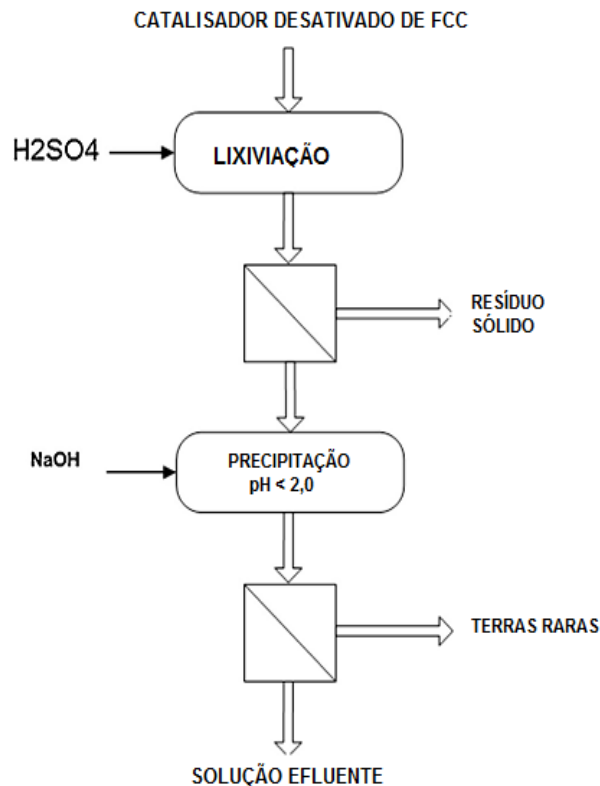 CATALISADOR DESATIVADO DE FCC
H2SO4
LIXIVIAÇÃO
RESÍDUO
SÓLIDO
NaOH
PRECIPITAÇÃO
pH < 2,0
TERRAS RARAS
SOLUÇÃO EFLUENTE